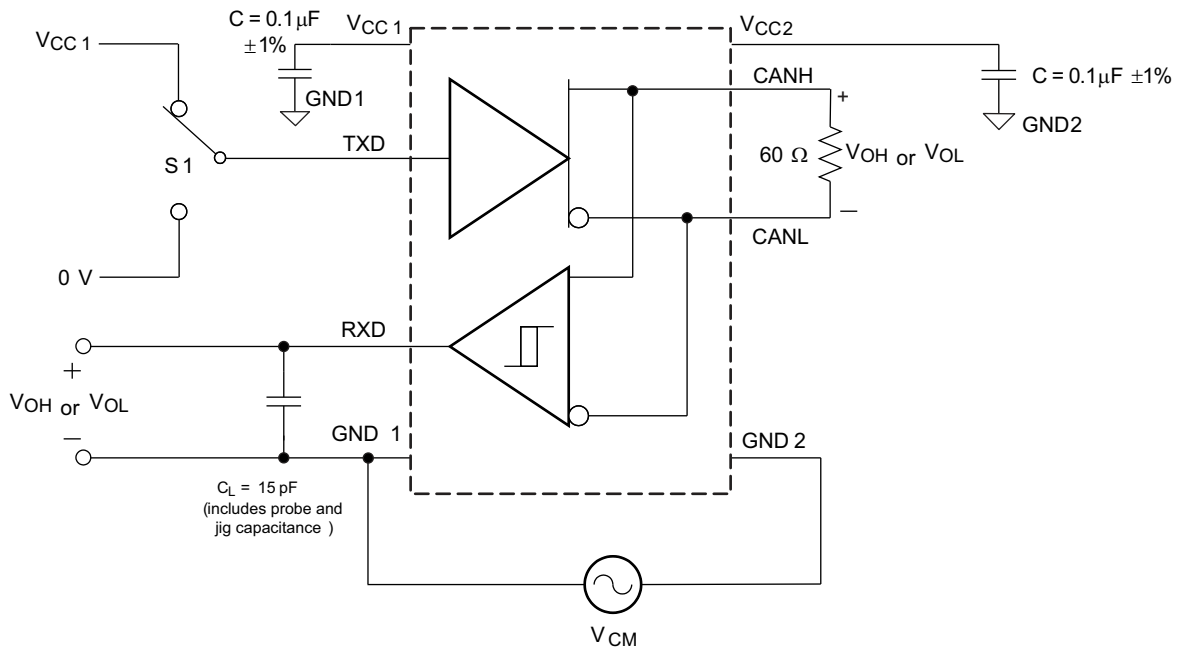 C = 0.1μF
±1%
VCC 1
VCC2
VCC 1
GND1
CANH
C = 0.1μF ±1%
GND2
TXD
S 1
+
60 Ω
VOH or VOL
−
CANL
0 V
RXD
+
VOH or VOL
−
GND 1
GND 2
CL = 15 pF
(includes probe and
jig capacitance )
VCM